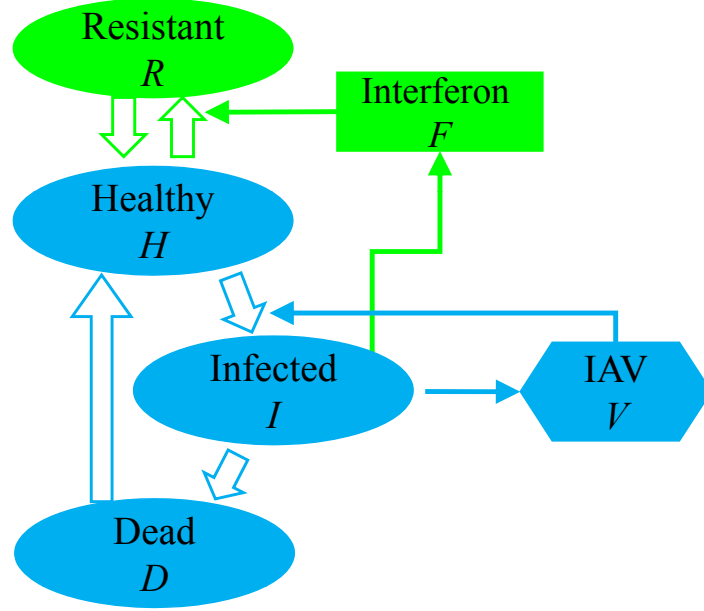 Resistant
R
Interferon
F
Healthy
H
Infected
I
IAV
V
Dead
D